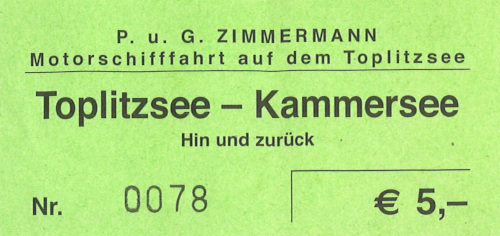 P. u. G. ZIMMERMANN
Motorschifffahrt auf dem Toplitzsee
Toplitzsee – Kammersee
Hin und zurück
Nr. 0078 € 5,–